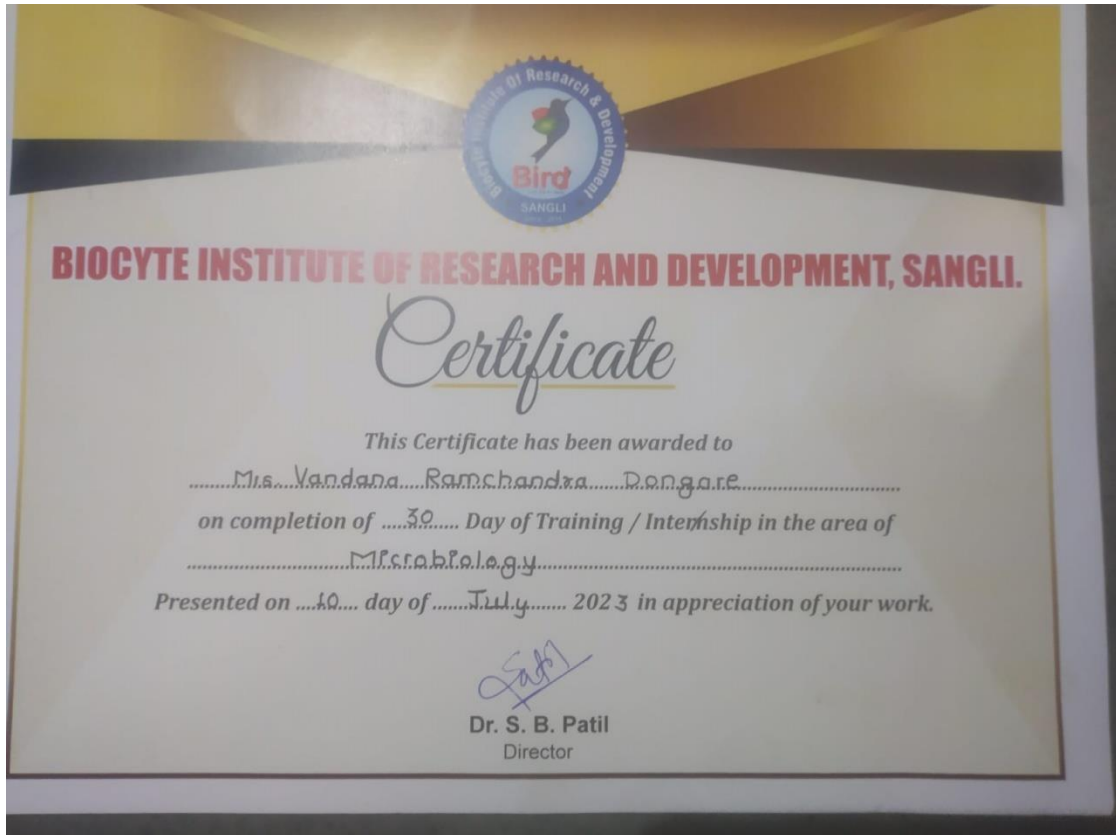 Biocyte Institute Of Research & Development
Bird
SANGLI
BIOCYTE INSTITUTE OF RESEARCH AND DEVELOPMENT, SANGLI.
Certificate
This Certificate has been awarded to
Mrs. Vandana Ramchandra Dongare
on completion of 30 Day of Training / Internship in the area of
Microbiology
Presented on 10 day of July 2023 in appreciation of your work.
Dr. S. B. Patil
Director